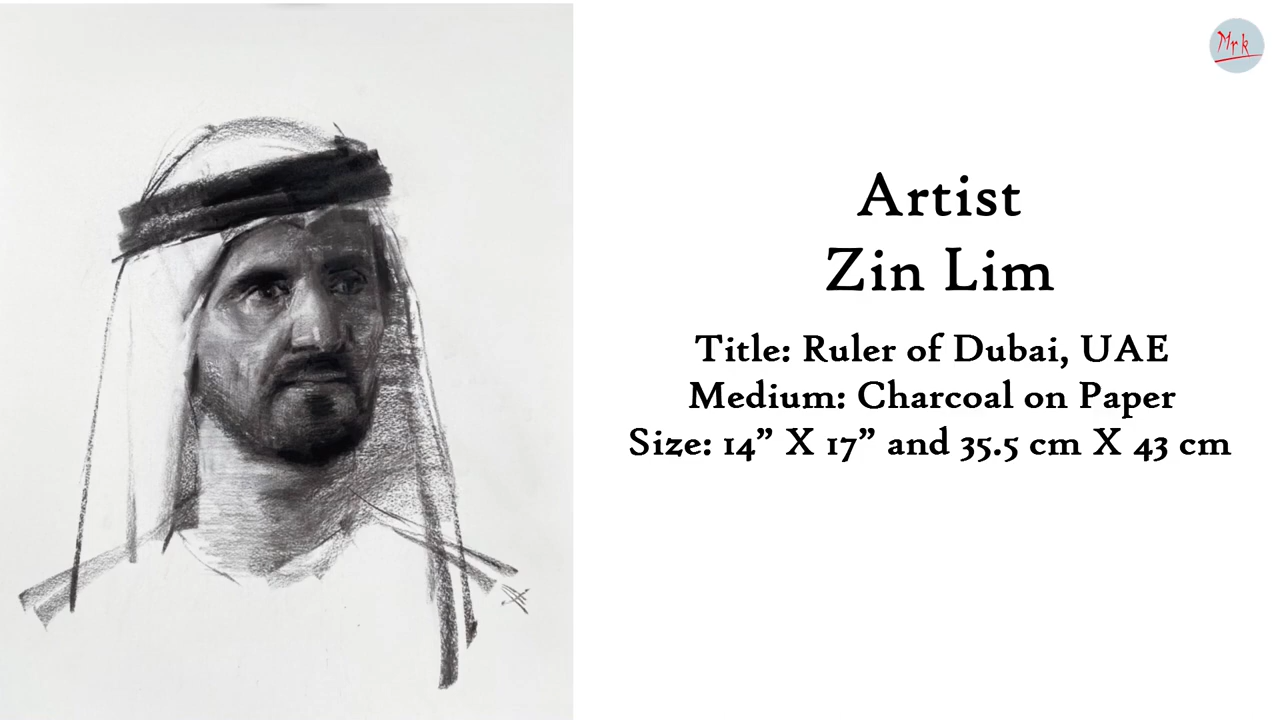 Mrk
Artist
Zin Lim
Title: Ruler of Dubai, UAE
Medium: Charcoal on Paper
Size: 14” X 17” and 35.5 cm X 43 cm